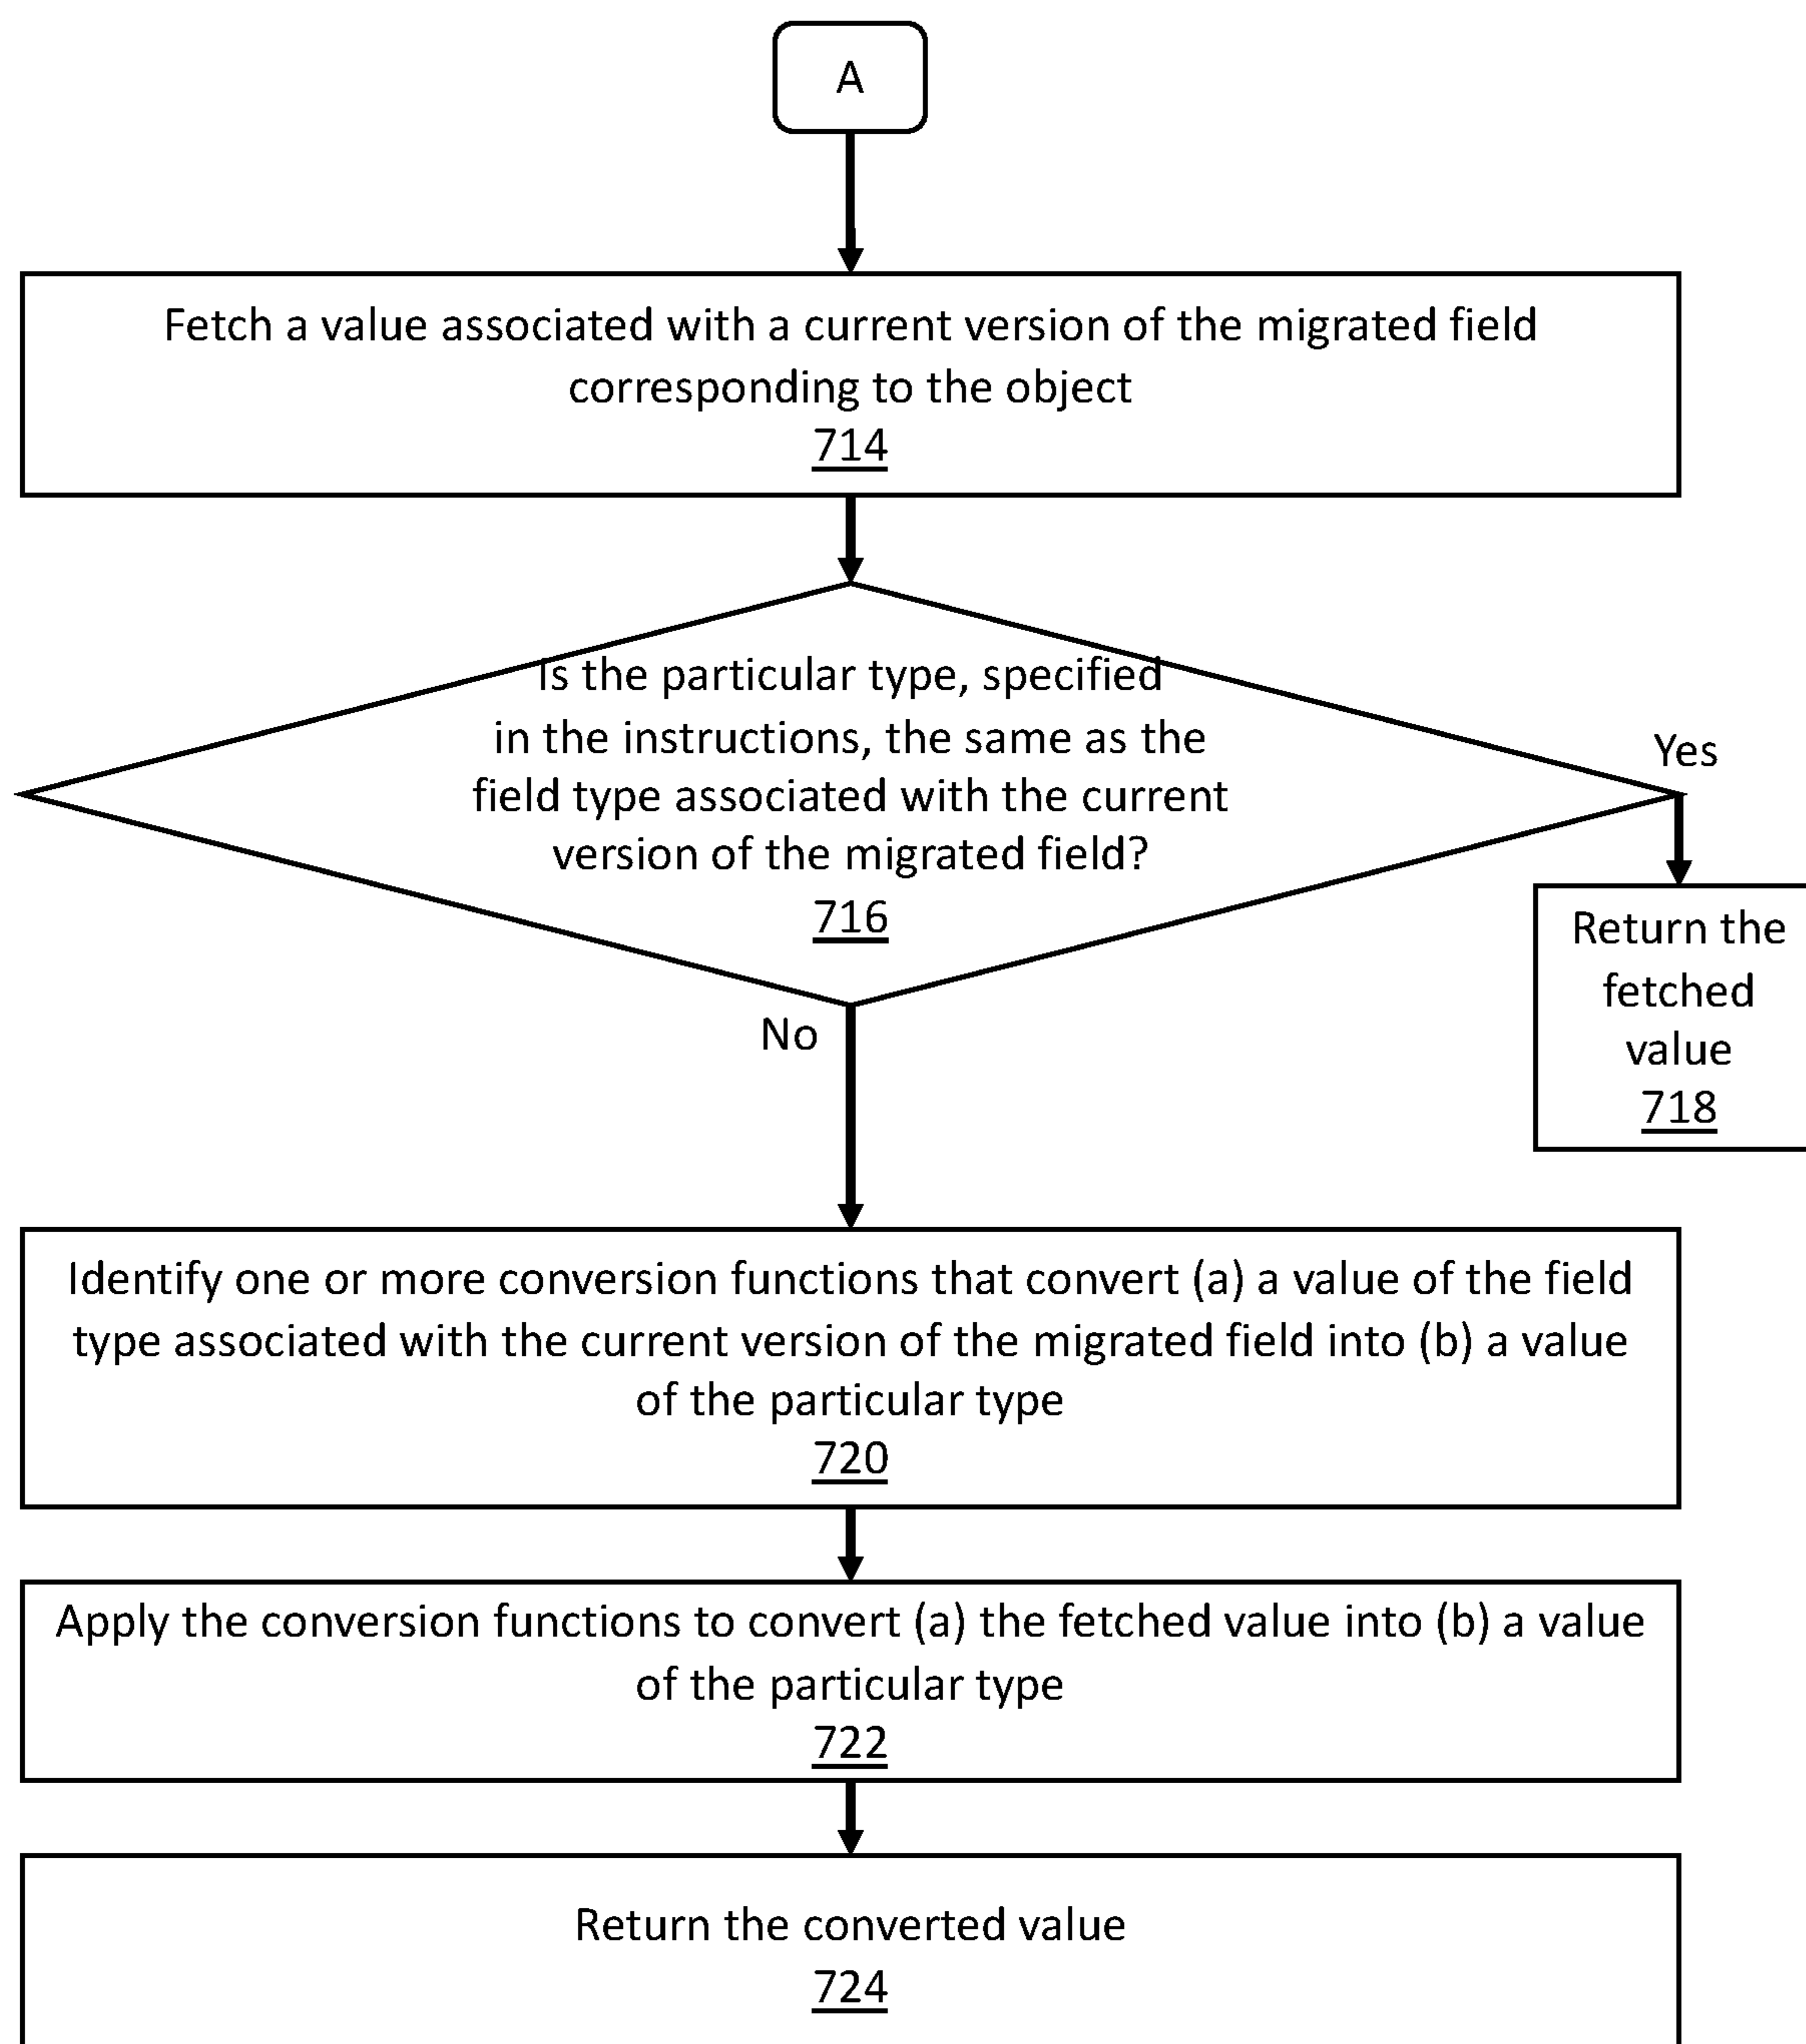 A
Fetch a value associated with a current version of the migrated field
corresponding to the object
714
Is the particular type, specified
in the instructions, the same as the
field type associated with the current
version of the migrated field?
716
Yes
Return the
fetched
value
718
No
Identify one or more conversion functions that convert (a) a value of the field
type associated with the current version of the migrated field into (b) a value
of the particular type
720
Apply the conversion functions to convert (a) the fetched value into (b) a value
of the particular type
722
Return the converted value
724